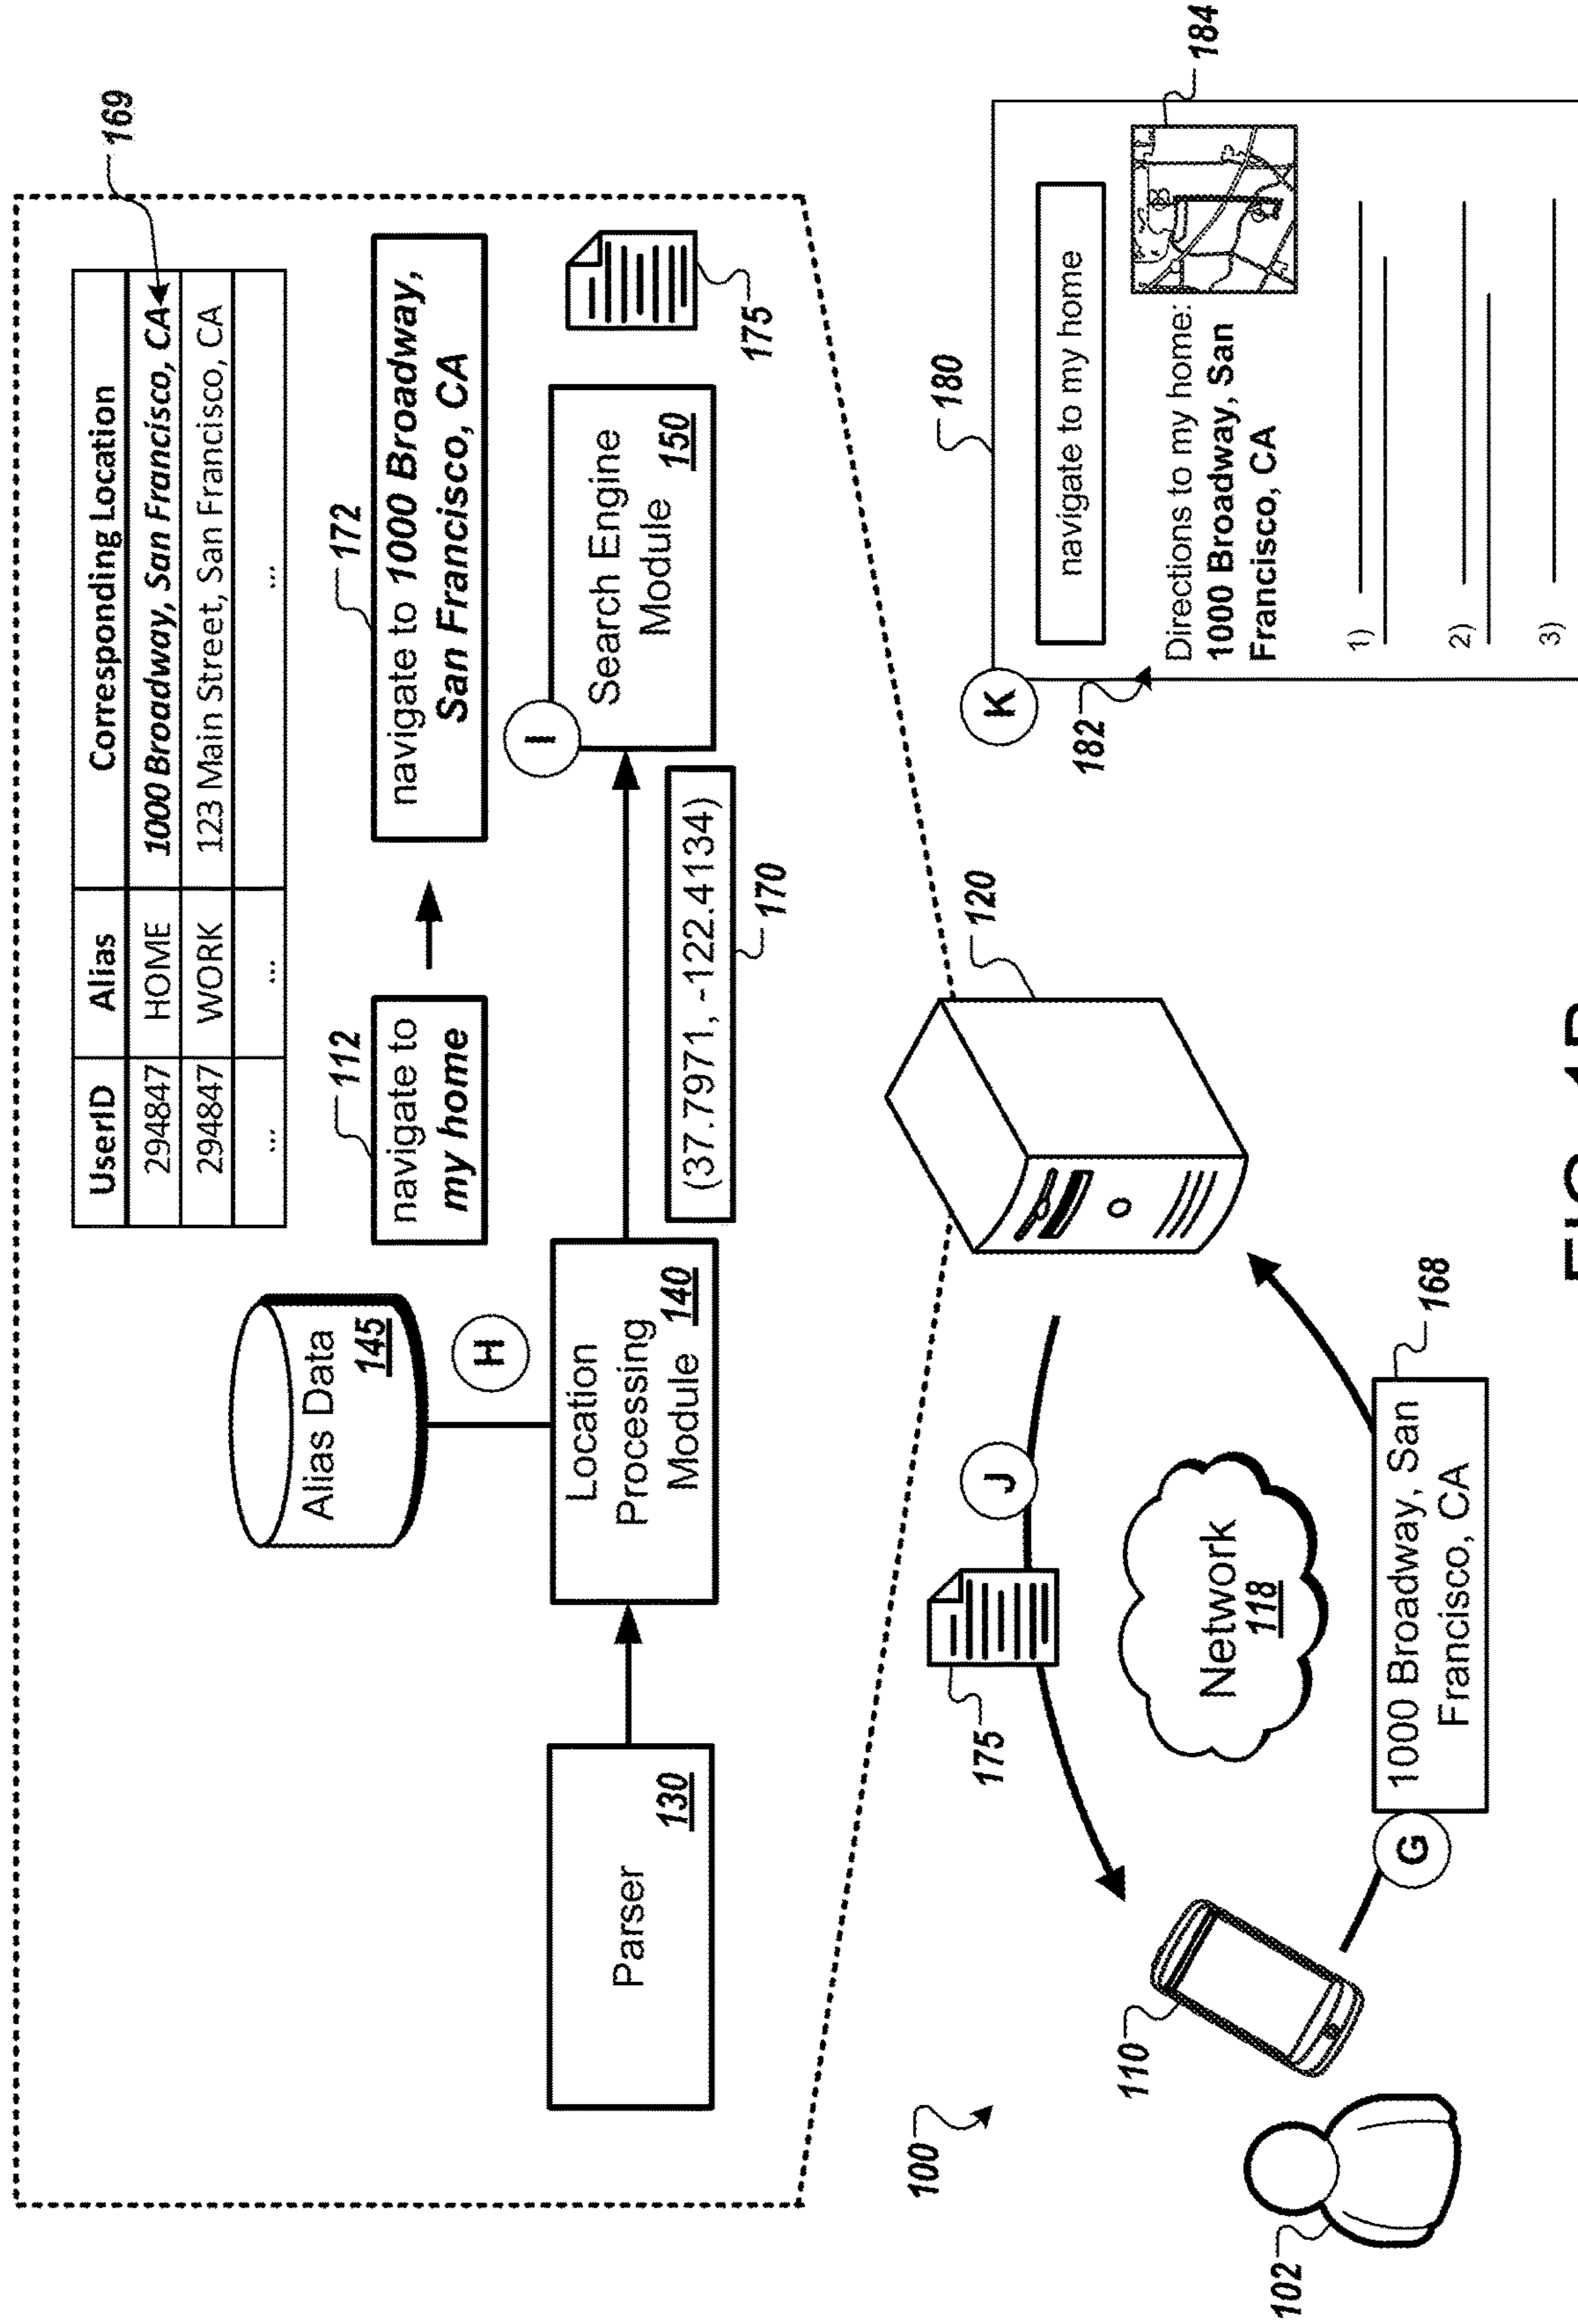 169
UserID Alias Corresponding Location
294847 HOME 1000 Broadway, San Francisco, CA
294847 WORK 123 Main Street, San Francisco, CA
... ... ...
Alias Data
145
112
navigate to
my home
172
navigate to 1000 Broadway,
San Francisco, CA
H
I
Parser
130
Location
Processing
Module 140
Search Engine
Module 150
175
(37.7971, -122.4134)
170
100
175
J
120
180
K
182
navigate to my home
184
Directions to my home:
1000 Broadway, San
Francisco, CA
1)
2)
3)
110
Network
118
102
G
1000 Broadway, San
Francisco, CA
168